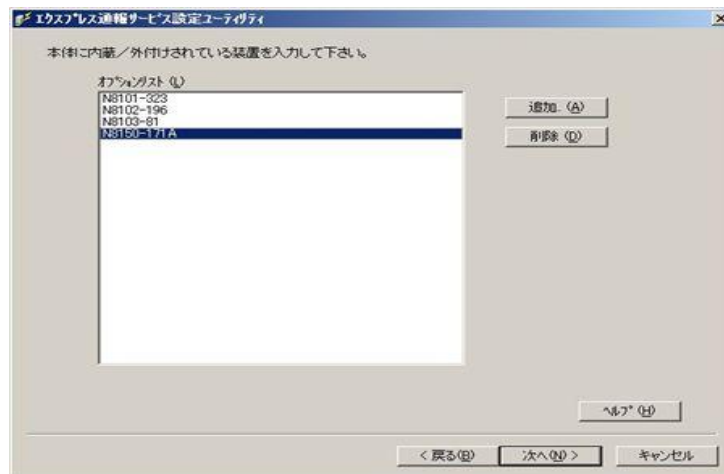 エクスプレス通報サービス設定ユーティリティ
本体に内蔵／外付けされている装置を入力して下さい。
オプションリスト (L)
N8101-323
N8102-196
N8103-81
N8150-171A
追加.. (A)
削除 (D)
ヘルプ (H)
< 戻る(B)
次へ(N) >
キャンセル